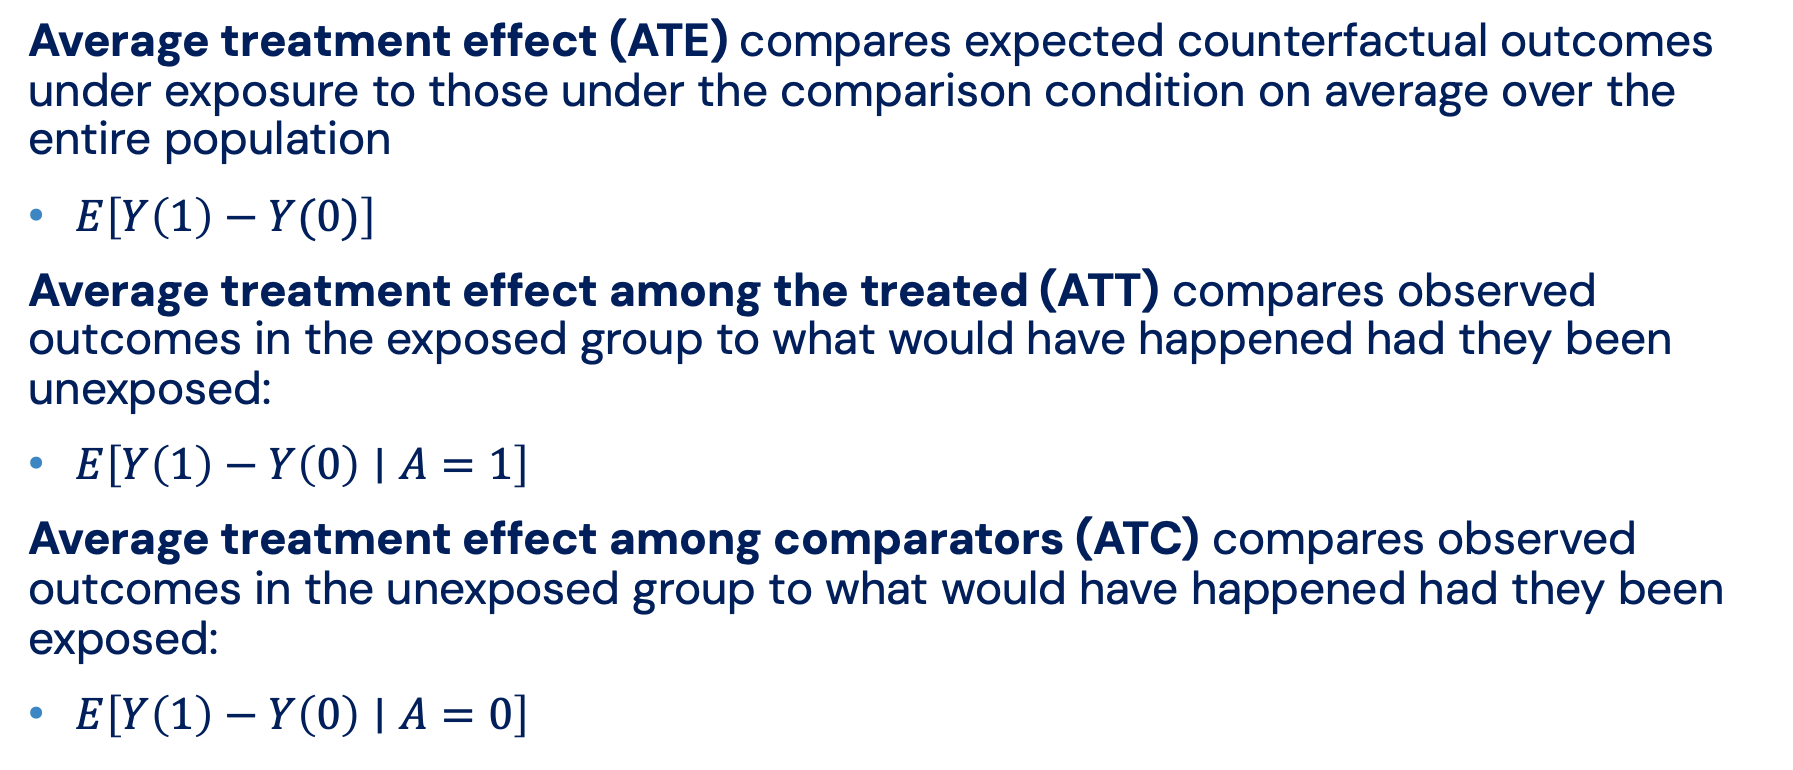 Average treatment effect (ATE) compares expected counterfactual outcomes
under exposure to those under the comparison condition on average over the
entire population
• E[Y(1) − Y(0)]
Average treatment effect among the treated (ATT) compares observed
outcomes in the exposed group to what would have happened had they been
unexposed:
• E[Y(1) − Y(0) | A = 1]
Average treatment effect among comparators (ATC) compares observed
outcomes in the unexposed group to what would have happened had they been
exposed:
• E[Y(1) − Y(0) | A = 0]